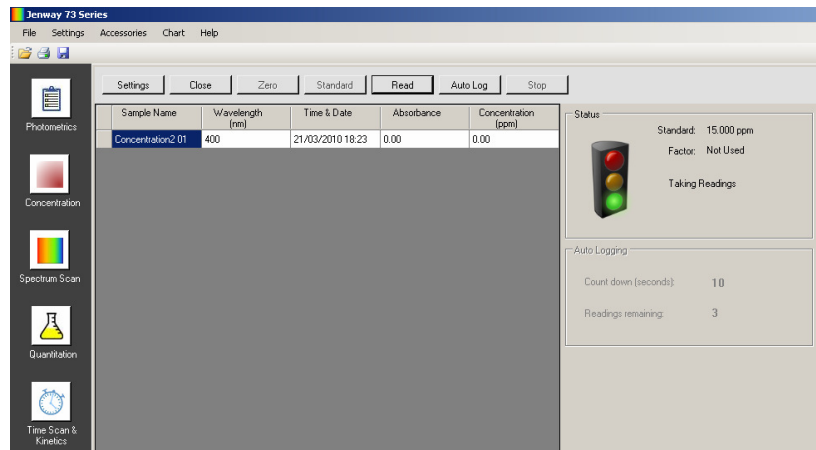 Jenway 73 Series
File Settings Accessories Chart Help
Settings Close Zero Standard Read Auto Log Stop
Photometrics
Concentration
Spectrum Scan
Quantitation
Time Scan &
Kinetics
Sample Name Wavelength (nm) Time & Date Absorbance Concentration (ppm)
Concentration2 01 400 21/03/2010 18:23 0.00 0.00
Status
Standard: 15.000 ppm
Factor: Not Used
Taking Readings
Auto Logging
Count down (seconds): 10
Readings remaining: 3